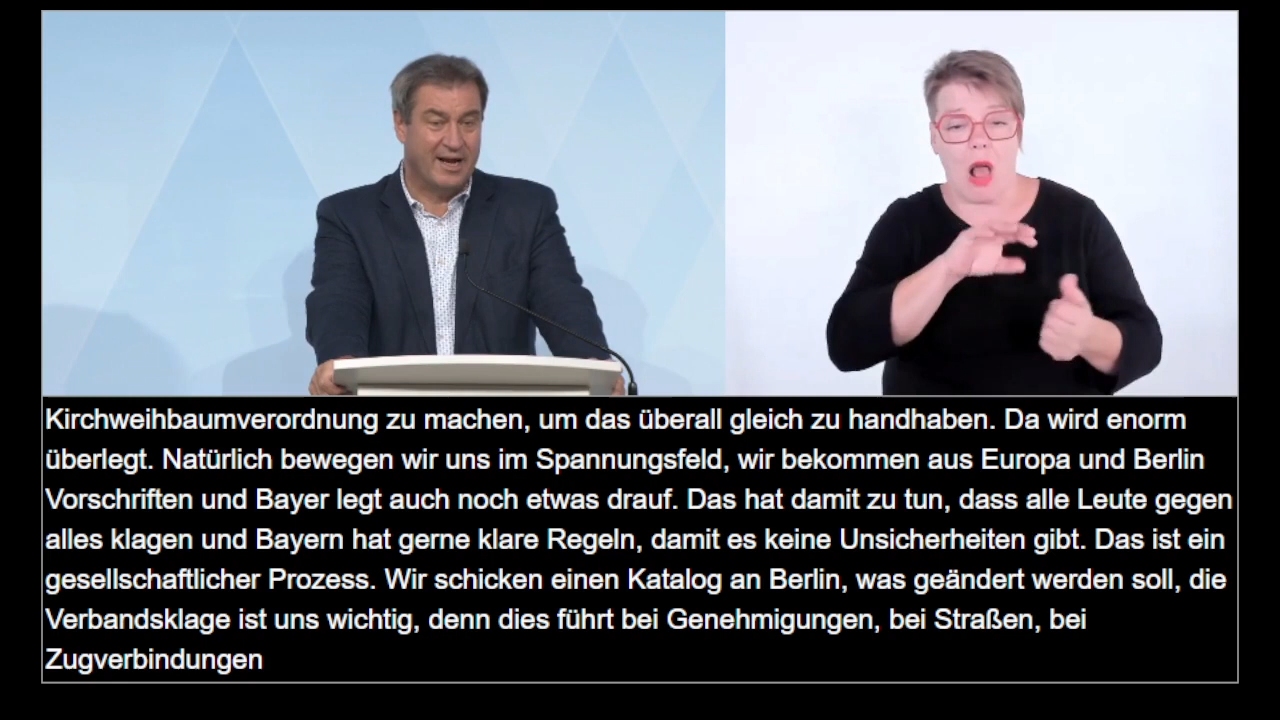 Kirchweihbaumverordnung zu machen, um das überall gleich zu handhaben. Da wird enorm
überlegt. Natürlich bewegen wir uns im Spannungsfeld, wir bekommen aus Europa und Berlin
Vorschriften und Bayer legt auch noch etwas drauf. Das hat damit zu tun, dass alle Leute gegen
alles klagen und Bayern hat gerne klare Regeln, damit es keine Unsicherheiten gibt. Das ist ein
gesellschaftlicher Prozess. Wir schicken einen Katalog an Berlin, was geändert werden soll, die
Verbandsklage ist uns wichtig, denn dies führt bei Genehmigungen, bei Straßen, bei
Zugverbindungen